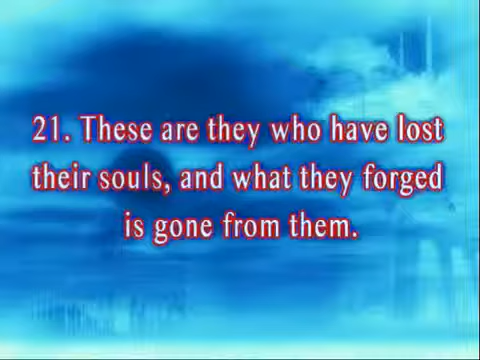 21. These are they who have lost
their souls, and what they forged
is gone from them.